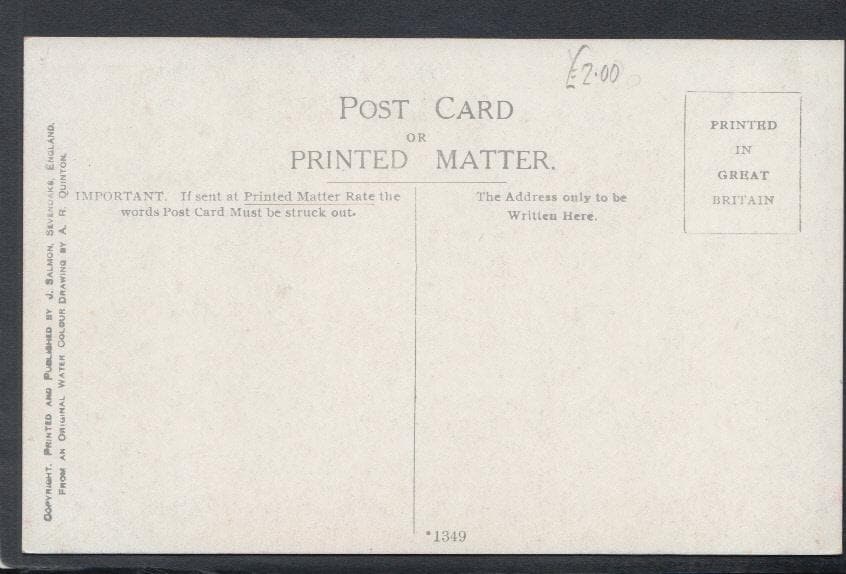 £2.00
POST CARD
OR
PRINTED MATTER.
PRINTED
IN
GREAT
BRITAIN
IMPORTANT. If sent at Printed Matter Rate the
words Post Card Must be struck out.
The Address only to be
Written Here.
COPYRIGHT. PRINTED AND PUBLISHED BY J. SALMON, SEVENOAKS, ENGLAND.
FROM AN ORIGINAL WATER COLOUR DRAWING BY A. R. QUINTON.
*1349